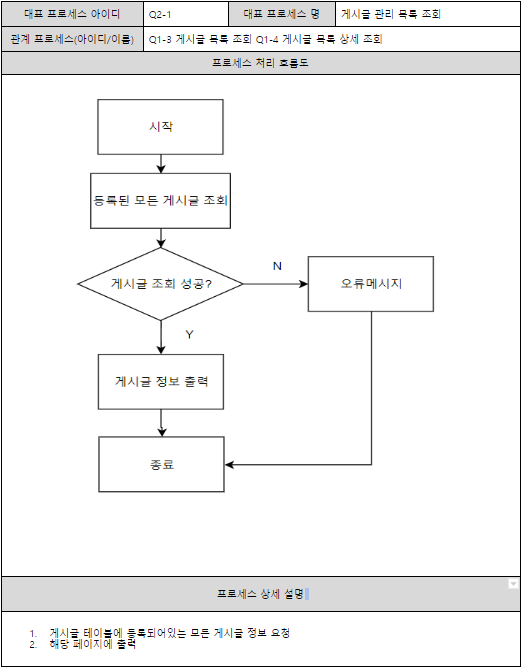 대표 프로세스 아이디 Q2-1 대표 프로세스 명 게시글 관리 목록 조회
관계 프로세스(아이디/이름) Q1-3 게시글 목록 조회 Q1-4 게시글 목록 상세 조회
프로세스 처리 흐름도
시작
등록된 모든 게시글 조회
게시글 조회 성공?
N
오류메시지
Y
게시글 정보 출력
종료
프로세스 상세 설명
1. 게시글 테이블에 등록되어있는 모든 게시글 정보 요청
2. 해당 페이지에 출력